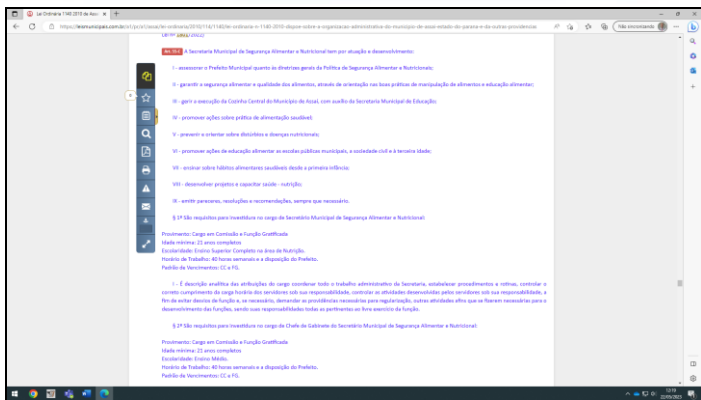 Lei Ordinária 1140 2010 de Assaí
Não sincronizando
Art. 35-E A Secretaria Municipal de Segurança Alimentar e Nutricional tem por atuação e desenvolvimento:
I - assessorar o Prefeito Municipal quanto às diretrizes gerais da Política de Segurança Alimentar e Nutricionais;
II - garantir a segurança alimentar e qualidade dos alimentos, através de orientação nas boas práticas de manipulação de alimentos e educação alimentar;
III - gerir a execução da Cozinha Central do Município de Assaí, com auxílio da Secretaria Municipal de Educação;
IV - promover ações sobre prática de alimentação saudável;
V - prevenir e orientar sobre distúrbios e doenças nutricionais;
VI - promover ações de educação alimentar as escolas públicas municipais, a sociedade civil e à terceira idade;
VII - ensinar sobre hábitos alimentares saudáveis desde a primeira infância;
VIII - desenvolver projetos e capacitar saúde - nutrição;
IX - emitir pareceres, resoluções e recomendações, sempre que necessário.
§ 1º São requisitos para investidura no cargo de Secretário Municipal de Segurança Alimentar e Nutricional:
Provimento: Cargo em Comissão e Função Gratificada
Idade mínima: 21 anos completos
Escolaridade: Ensino Superior Completo na área de Nutrição.
Horário de Trabalho: 40 horas semanais e a disposição do Prefeito.
Padrão de Vencimentos: CC e FG.
I - É descrição analítica das atribuições do cargo coordenar todo o trabalho administrativo da Secretaria, estabelecer procedimentos e rotinas, controlar o
correto cumprimento da carga horária dos servidores sob sua responsabilidade, controlar as atividades desenvolvidas pelos servidores sob sua responsabilidade, a
fim de evitar desvios de função e, se necessário, demandar as providências necessárias para regularização, outras atividades afins que se fizerem necessárias para o
desenvolvimento das funções, sendo suas responsabilidades todas as pertinentes ao livre exercício da função.
§ 2º São requisitos para investidura no cargo de Chefe de Gabinete do Secretário Municipal de Segurança Alimentar e Nutricional:
Provimento: Cargo em Comissão e Função Gratificada
Idade mínima: 21 anos completos
Escolaridade: Ensino Médio.
Horário de Trabalho: 40 horas semanais e a disposição do Prefeito.
Padrão de Vencimentos: CC e FG.